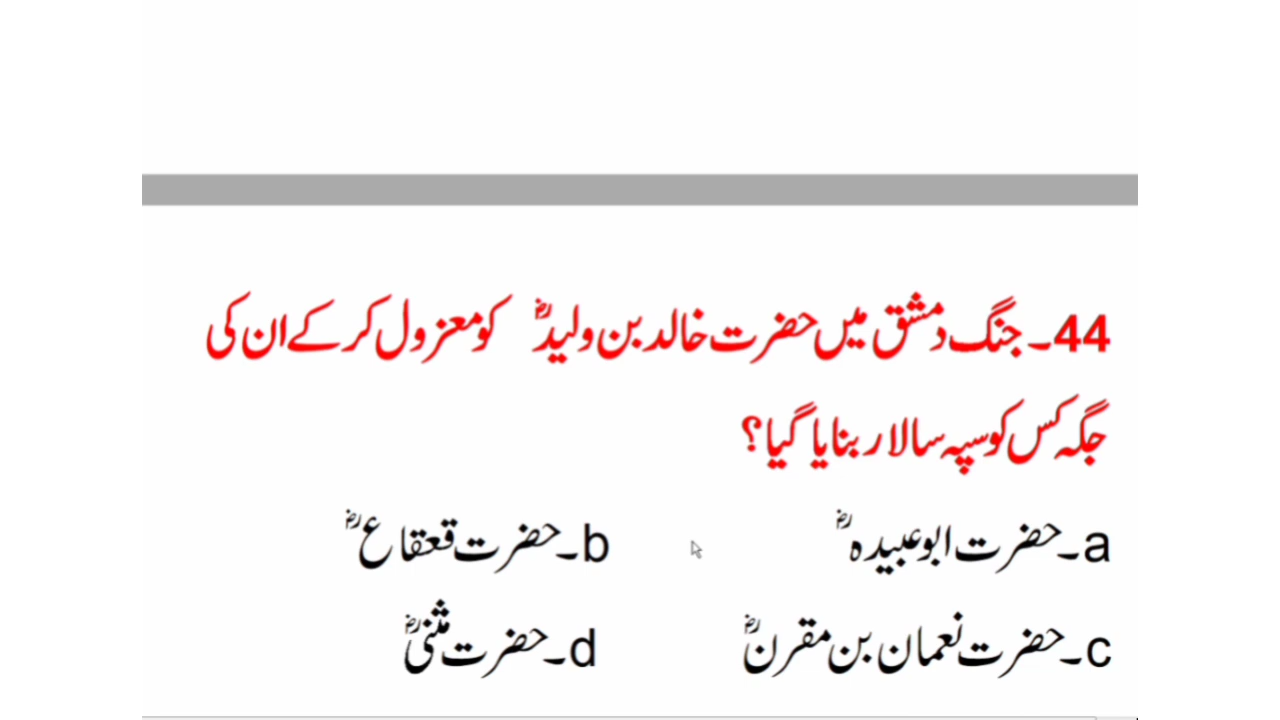 44۔ جنگ دمشق میں حضرت خالد بن ولیدؓ کو معزول کر کے ان کی
جگہ کس کو سپہ سالار بنایا گیا؟
a۔ حضرت ابو عبیدہؓ b۔ حضرت قعقاعؓ
c۔ حضرت نعمان بن مقرنؓ d۔ حضرت مثنیؓ